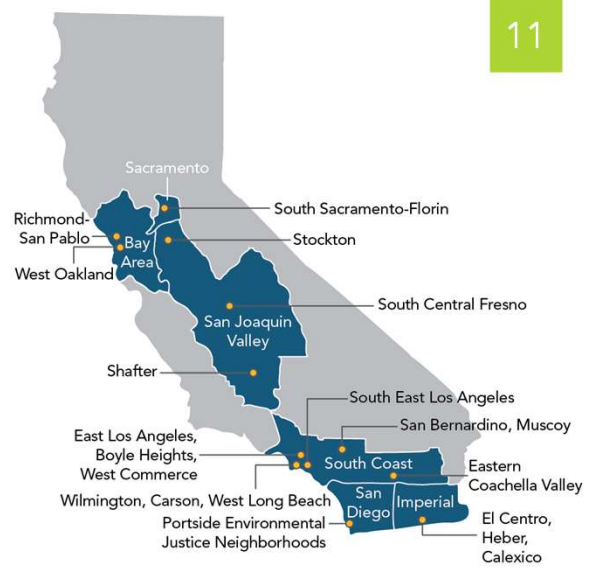 11
Sacramento
South Sacramento-Florin
Richmond-
San Pablo
Bay
Area
Stockton
West Oakland
South Central Fresno
San Joaquin
Valley
Shafter
South East Los Angeles
San Bernardino, Muscoy
East Los Angeles,
Boyle Heights,
West Commerce
South Coast
Eastern
Coachella Valley
Wilmington, Carson, West Long Beach
San
Diego
Imperial
Portside Environmental
Justice Neighborhoods
El Centro,
Heber,
Calexico